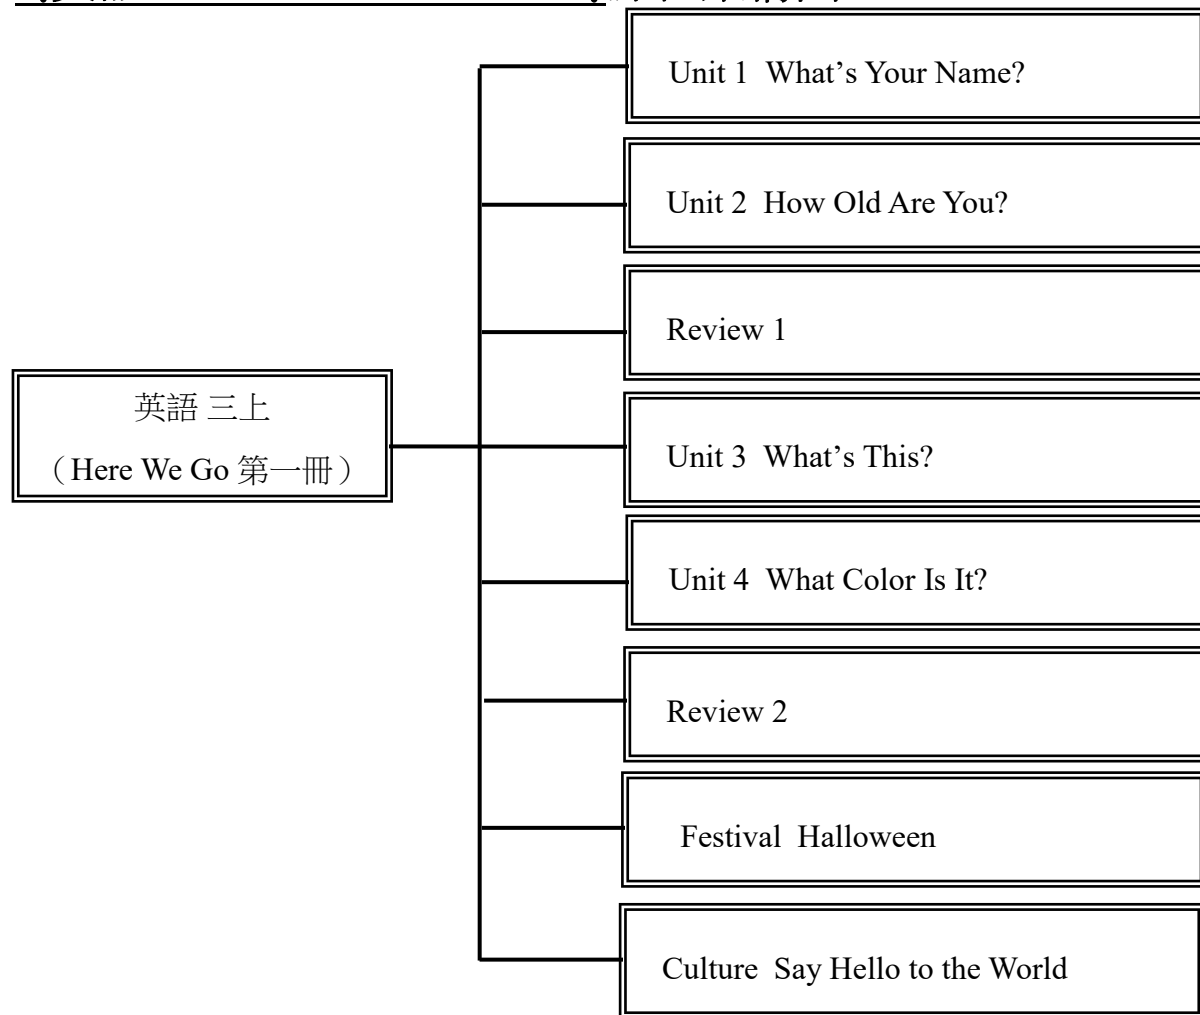 英語 三上
（Here We Go 第一冊）
Unit 1  What’s Your Name?
Unit 2  How Old Are You?
Review 1
Unit 3  What’s This?
Unit 4  What Color Is It?
Review 2
Festival  Halloween
Culture  Say Hello to the World